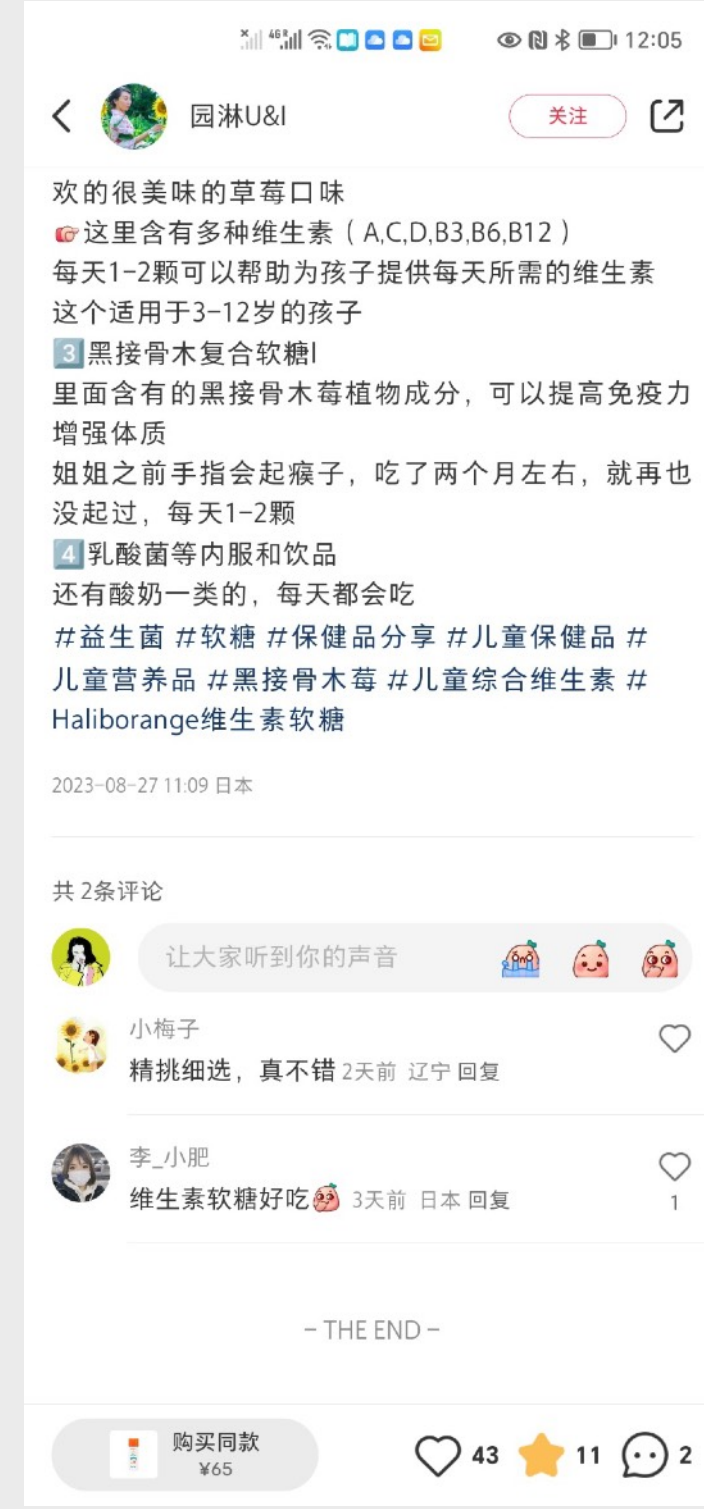 4G 12:05
园淋U&I 关注
欢的很美味的草莓口味
这里含有多种维生素（A,C,D,B3,B6,B12）
每天1-2颗可以帮助为孩子提供每天所需的维生素
这个适用于3-12岁的孩子
3黑接骨木复合软糖l
里面含有的黑接骨木莓植物成分，可以提高免疫力
增强体质
姐姐之前手指会起瘊子，吃了两个月左右，就再也
没起过，每天1-2颗
4乳酸菌等内服和饮品
还有酸奶一类的，每天都会吃
#益生菌 #软糖 #保健品分享 #儿童保健品 #
儿童营养品 #黑接骨木莓 #儿童综合维生素 #
Haliborange维生素软糖
2023-08-27 11:09 日本
共 2条评论
让大家听到你的声音
小梅子
精挑细选，真不错 2天前 辽宁 回复
李_小肥
维生素软糖好吃 3天前 日本 回复
1
- THE END -
购买同款
¥65
43 11 2